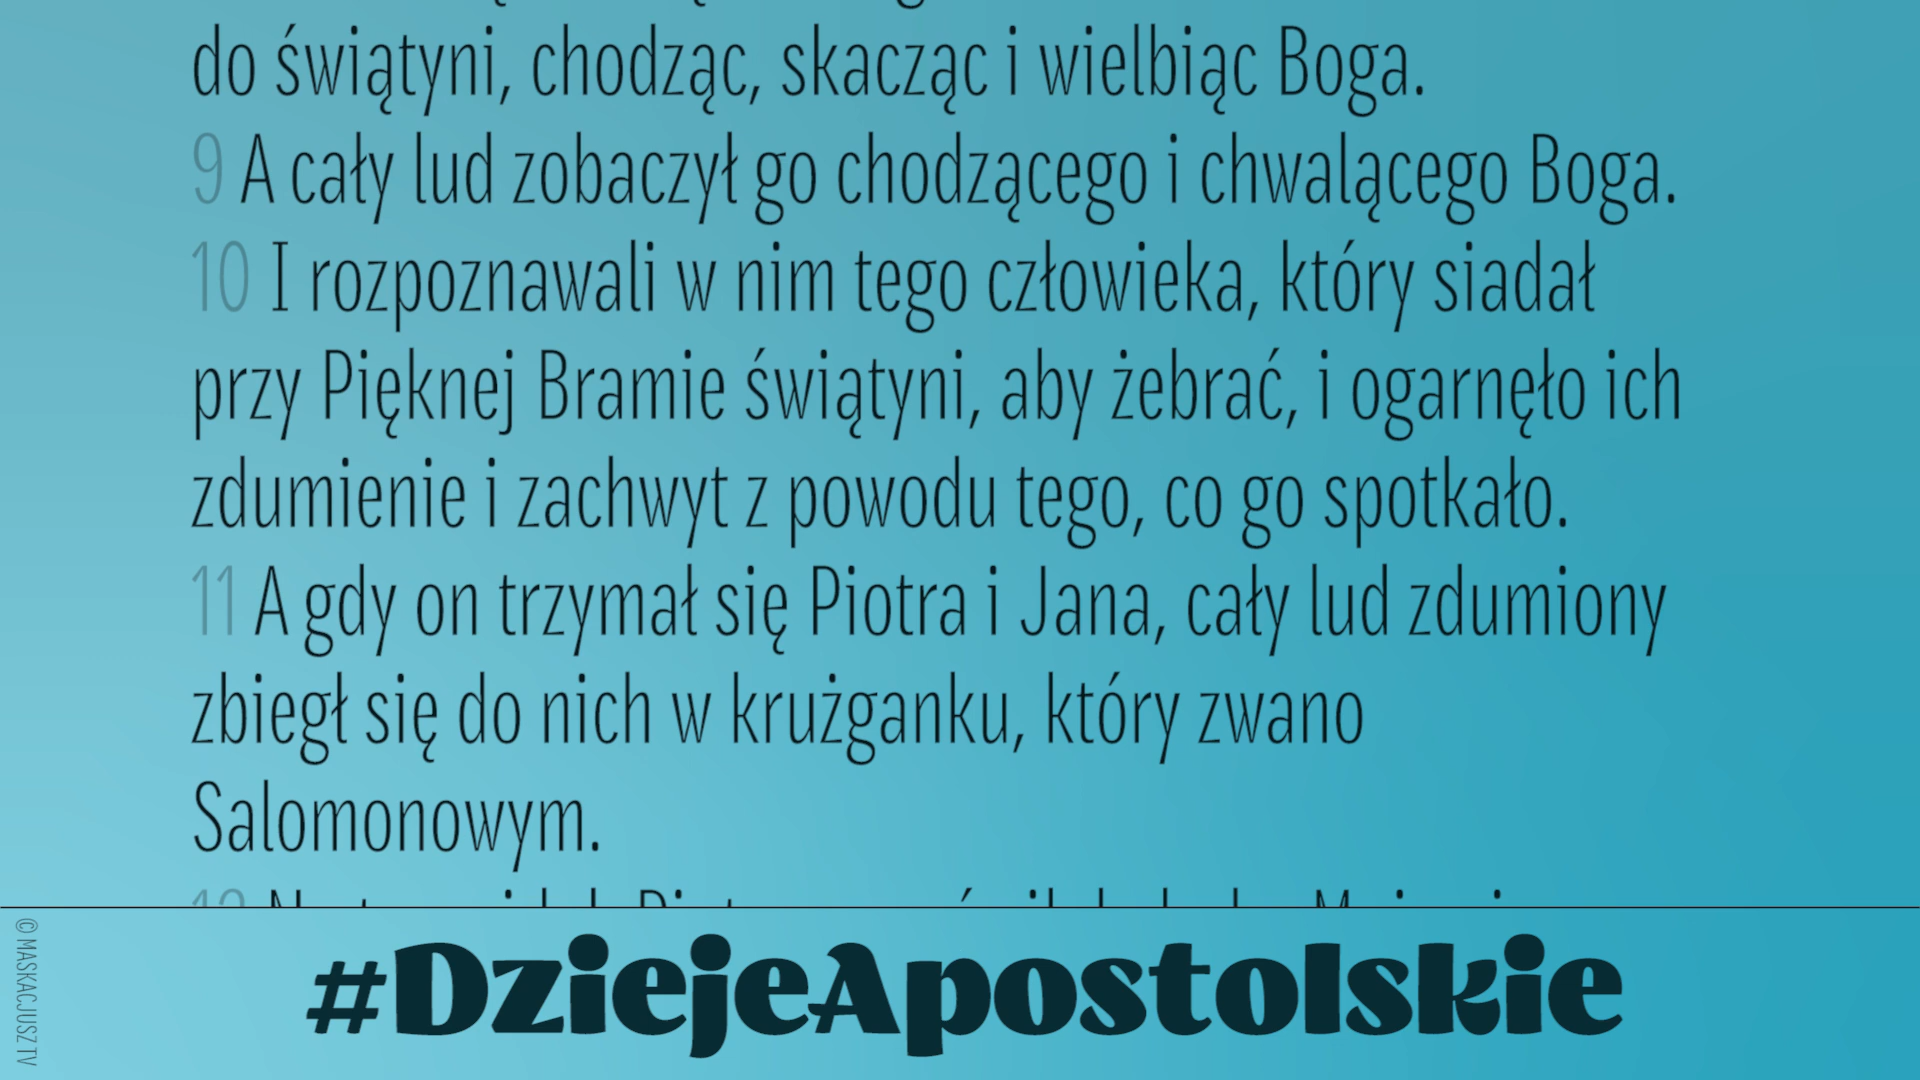 do świątyni, chodząc, skacząc i wielbiąc Boga.
9 A cały lud zobaczył go chodzącego i chwalącego Boga.
10 I rozpoznawali w nim tego człowieka, który siadał
przy Pięknej Bramie świątyni, aby żebrać, i ogarnęło ich
zdumienie i zachwyt z powodu tego, co go spotkało.
11 A gdy on trzymał się Piotra i Jana, cały lud zdumiony
zbiegł się do nich w krużganku, który zwano
Salomonowym.
#DziejeApostolskie
© MASKACJUSZ TV